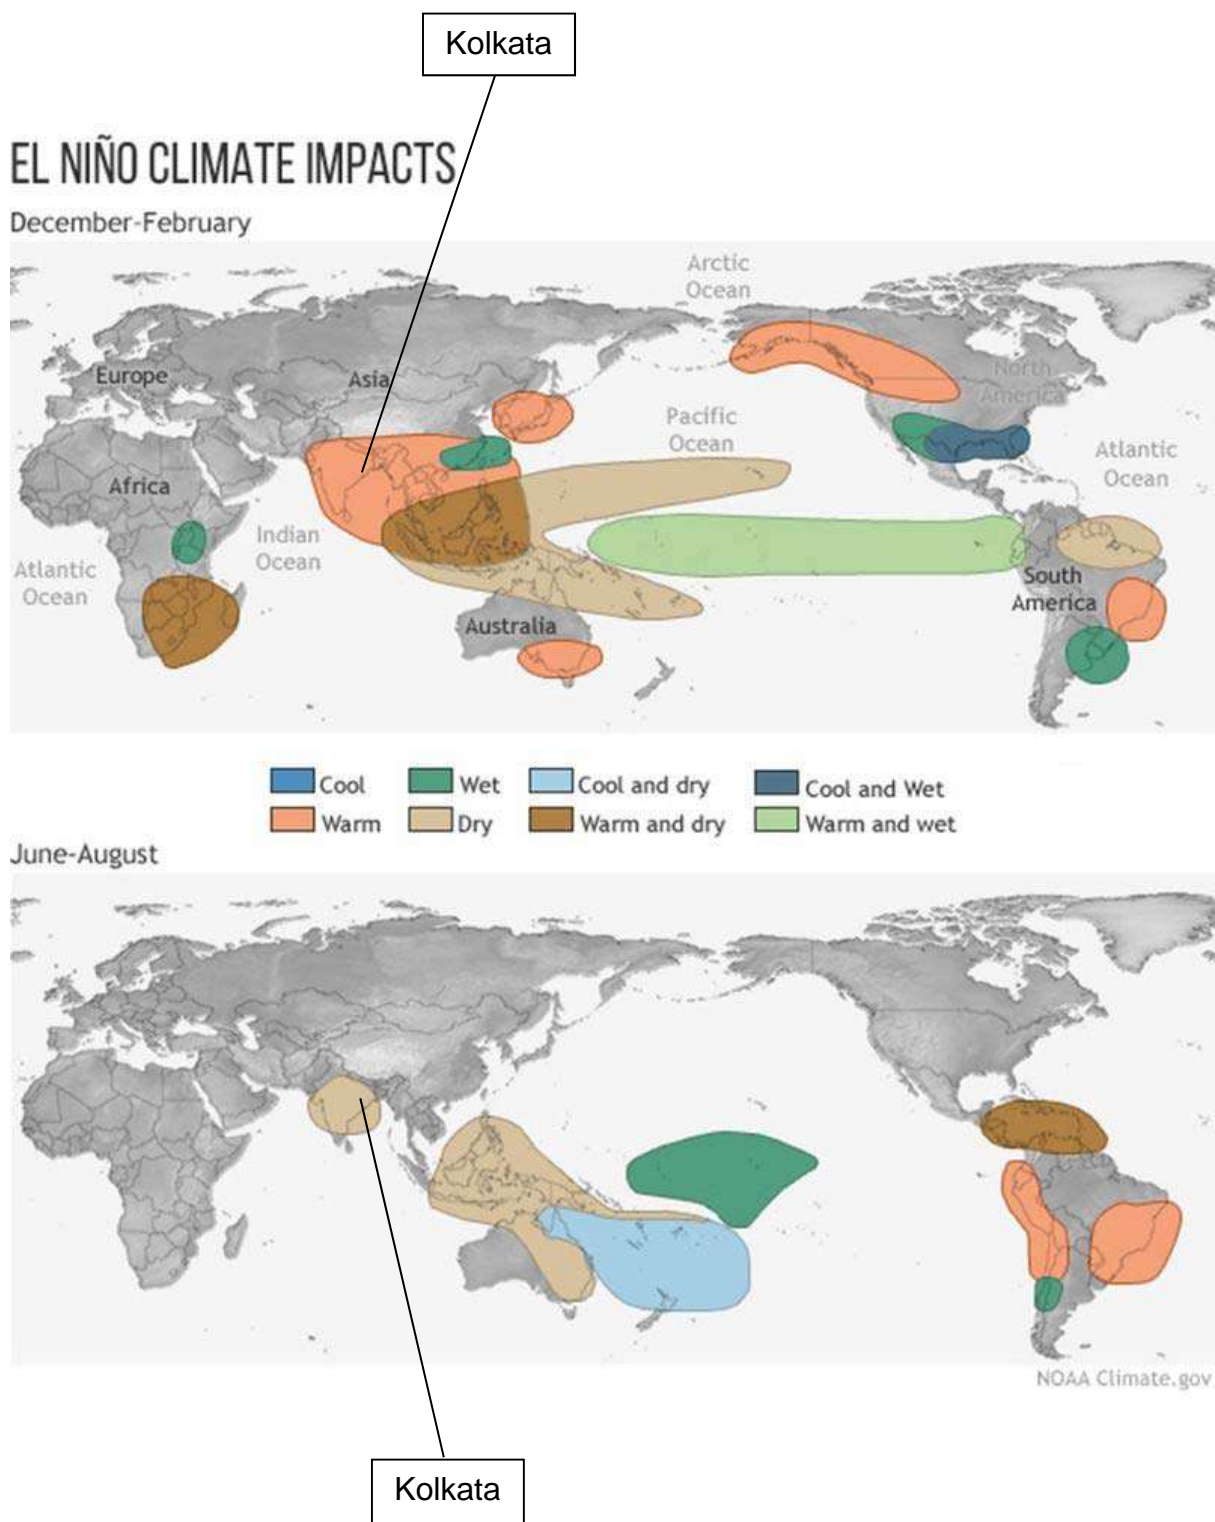 Kolkata
EL NIÑO CLIMATE IMPACTS
December-February
Arctic
Ocean
Europe
Asia
North
America
Pacific
Ocean
Atlantic
Ocean
Africa
Indian
Ocean
Atlantic
Ocean
South
America
Australia
Cool Wet Cool and dry Cool and Wet
Warm Dry Warm and dry Warm and wet
June-August
NOAA Climate.gov
Kolkata